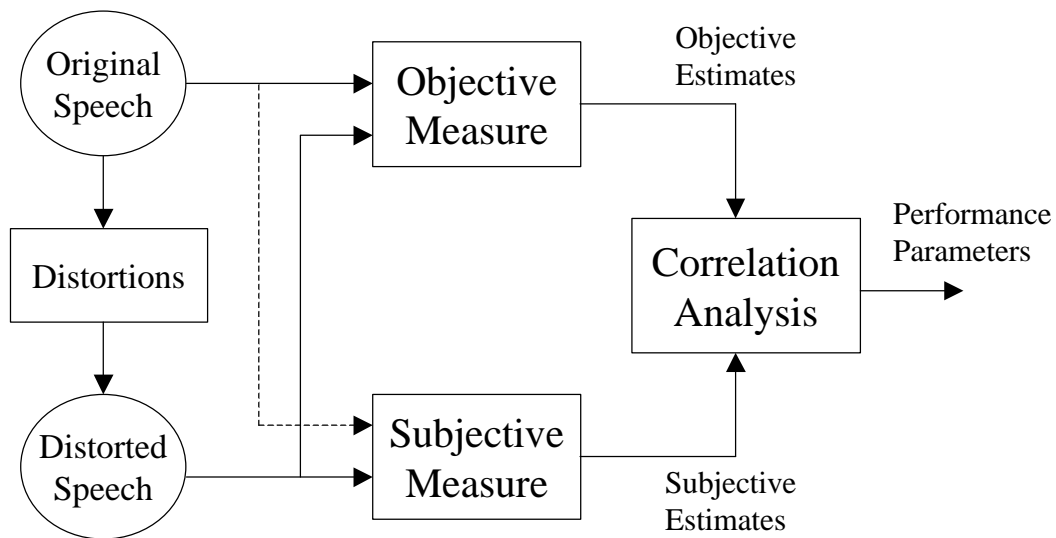 Original
Speech
Objective
Measure
Objective
Estimates
Distortions
Correlation
Analysis
Performance
Parameters
Distorted
Speech
Subjective
Measure
Subjective
Estimates